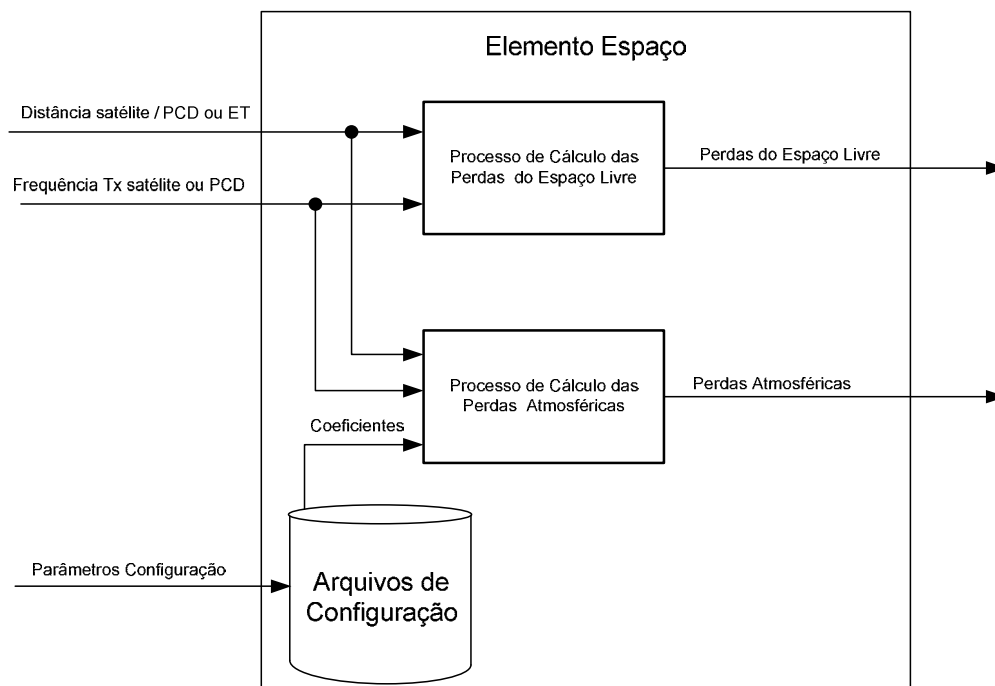 Elemento Espaço
Distância satélite / PCD ou ET
Frequência Tx satélite ou PCD
Processo de Cálculo das
Perdas do Espaço Livre
Perdas do Espaço Livre
Processo de Cálculo das
Perdas Atmosféricas
Perdas Atmosféricas
Coeficientes
Parâmetros Configuração
Arquivos de
Configuração